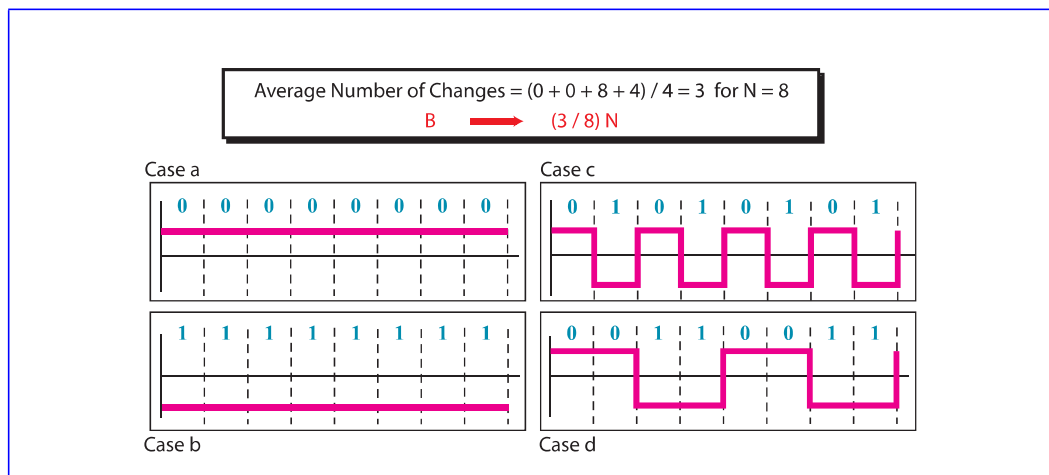 Average Number of Changes = (0 + 0 + 8 + 4) / 4 = 3 for N = 8
B (3 / 8) N
Case a
0 0 0 0 0 0 0 0
Case c
0 1 0 1 0 1 0 1
1 1 1 1 1 1 1 1
Case b
0 0 1 1 0 0 1 1
Case d